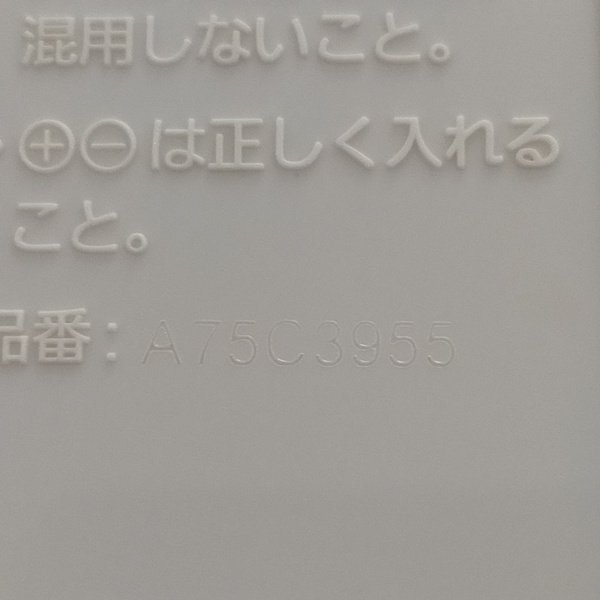 混用しないこと。
⊕⊖は正しく入れる
こと。
品番：A75C3955